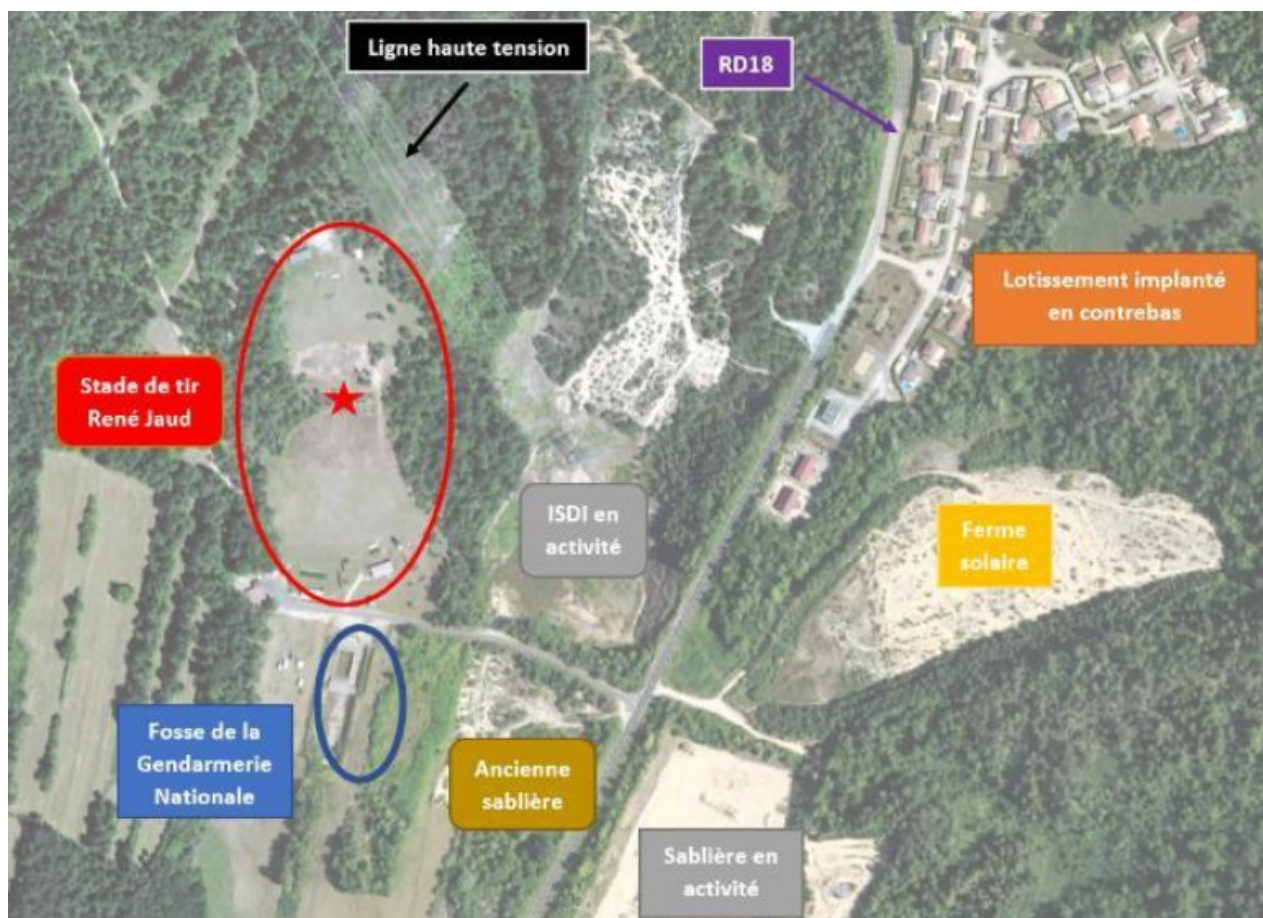 Ligne haute tension
RD18
Lotissement implanté
en contrebas
Stade de tir
René Jaud
ISDI en
activité
Ferme
solaire
Fosse de la
Gendarmerie
Nationale
Ancienne
sablière
Sablière en
activité